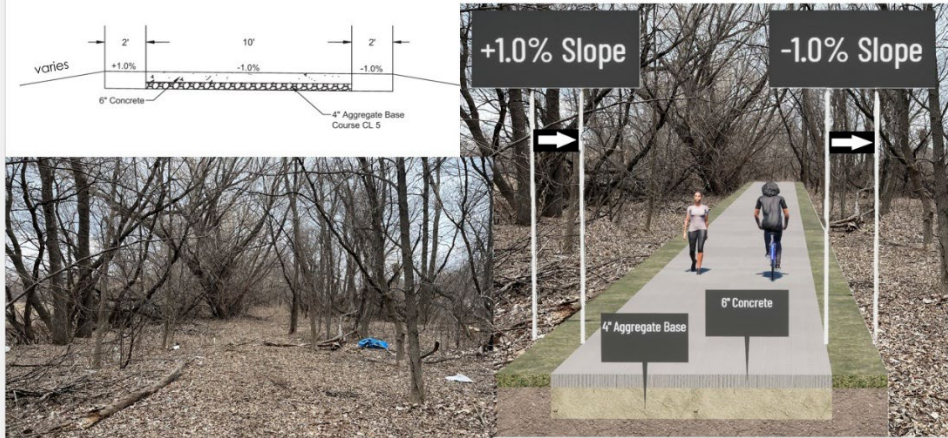 2'
10'
2'
varies
+1.0%
-1.0%
-1.0%
6" Concrete
4" Aggregate Base
Course CL 5
+1.0% Slope
-1.0% Slope
6" Concrete
4" Aggregate Base